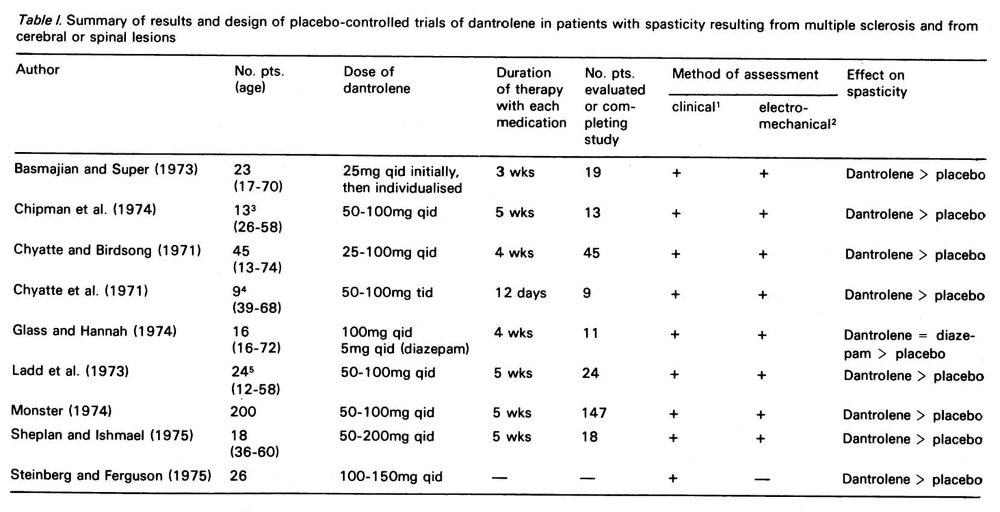 Table I. Summary of results and design of placebo-controlled trials of dantrolene in patients with spasticity resulting from multiple sclerosis and from
cerebral or spinal lesions
Author No. pts. (age) Dose of dantrolene Duration of therapy with each medication No. pts. evaluated or com-pleting study Method of assessment Effect on spasticity
clinical¹ electro-mechanical²
Basmajian and Super (1973) 23 25mg qid initially, 3 wks 19 + + Dantrolene > placebo
(17-70) then individualised
Chipman et al. (1974) 13³ 50-100mg qid 5 wks 13 + + Dantrolene > placebo
(26-58)
Chyatte and Birdsong (1971) 45 25-100mg qid 4 wks 45 + + Dantrolene > placebo
(13-74)
Chyatte et al. (1971) 9⁴ 50-100mg tid 12 days 9 + + Dantrolene > placebo
(39-68)
Glass and Hannah (1974) 16 100mg qid 4 wks 11 + + Dantrolene = diaze-
(16-72) 5mg qid (diazepam) pam > placebo
Ladd et al. (1973) 24⁵ 50-100mg qid 5 wks 24 + + Dantrolene > placebo
(12-58)
Monster (1974) 200 50-100mg qid 5 wks 147 + + Dantrolene > placebo
Sheplan and Ishmael (1975) 18 50-200mg qid 5 wks 18 + + Dantrolene > placebo
(36-60)
Steinberg and Ferguson (1975) 26 100-150mg qid — — + — Dantrolene > placebo